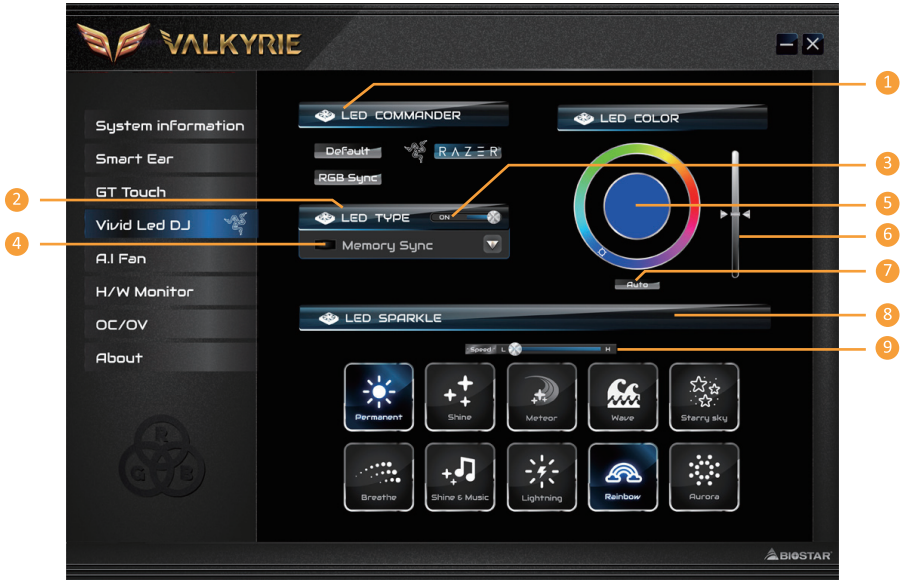 VALKYRIE
1
LED COMMANDER
LED COLOR
System information
Default
RAZER
3
Smart Ear
RGB Sync
GT Touch
2
5
LED TYPE
ON
Vivid Led DJ
6
4
Memory Sync
A.I Fan
7
Auto
H/W Monitor
8
LED SPARKLE
OC/OV
9
Speed L H
About
Permanent
Shine
Meteor
Wave
Starry sky
R
G
B
Breathe
Shine & Music
Lightning
Rainbow
Aurora
BIOSTAR